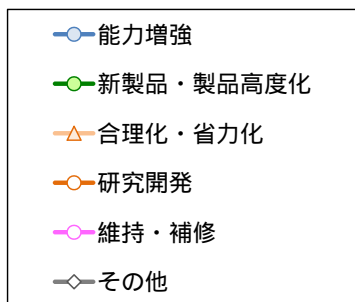 能力増強
新製品・製品高度化
合理化・省力化
研究開発
維持・補修
その他